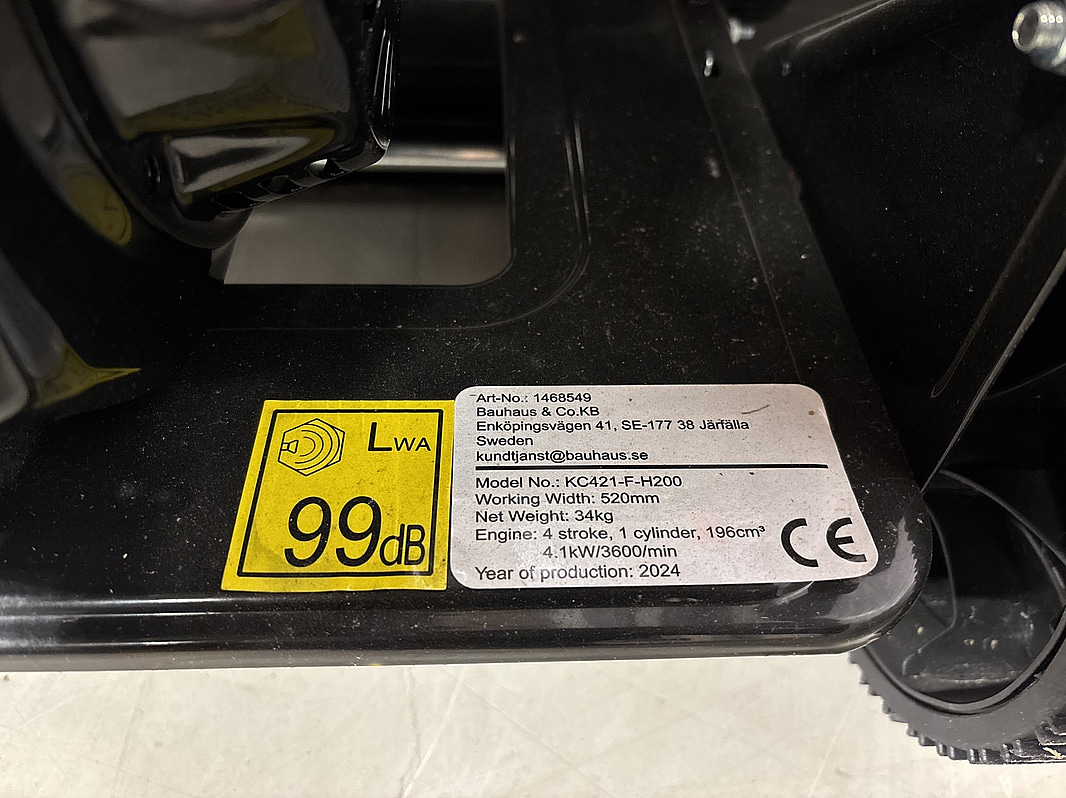 LWA
99dB
Art-No.: 1468549
Bauhaus & Co.KB
Enköpingsvägen 41, SE-177 38 Järfälla
Sweden
kundtjanst@bauhaus.se
Model No.: KC421-F-H200
Working Width: 520mm
Net Weight: 34kg
Engine: 4 stroke, 1 cylinder, 196cm³
4.1kW/3600/min
Year of production: 2024
CE